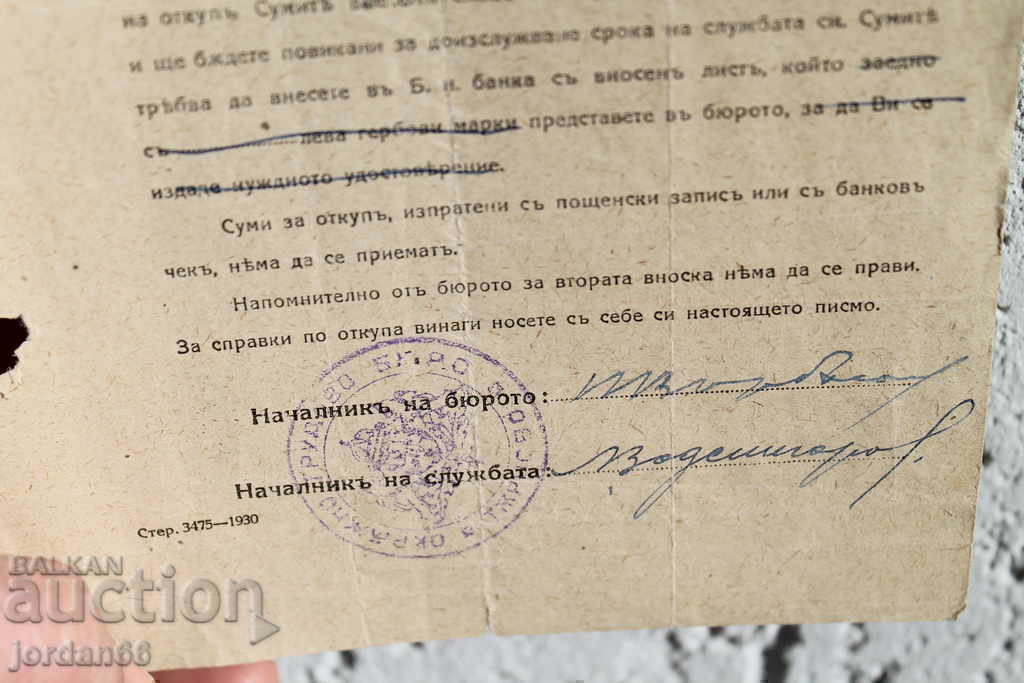 на откупъ. Сумитѣ
и ще бѫдете повикани за доизслужване срока на службата си. Сумитѣ
трѣбва да внесете въ Б. н. банка съ вносенъ листъ, който заедно
съ ........ лева гербови марки представете въ бюрото, за да Ви се
издаде нуждното удостовѣрение.
Суми за откупъ, изпратени съ пощенски запись или съ банковъ
чекъ, нѣма да се приематъ.
Напомнително отъ бюрото за втората вноска нѣма да се прави.
За справки по откупа винаги носете съ себе си настоящето писмо.
Началникъ на бюрото:
Началникъ на службата:
Стер. 3475—1930
BALKAN
auction
jordan66